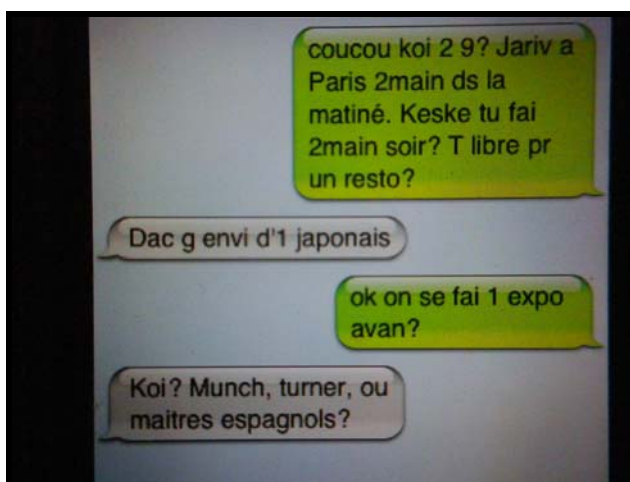 coucou koi 2 9? Jariv a
Paris 2main ds la
matiné. Keske tu fai
2main soir? T libre pr
un resto?
Dac g envi d'1 japonais
ok on se fai 1 expo
avan?
Koi? Munch, turner, ou
maitres espagnols?